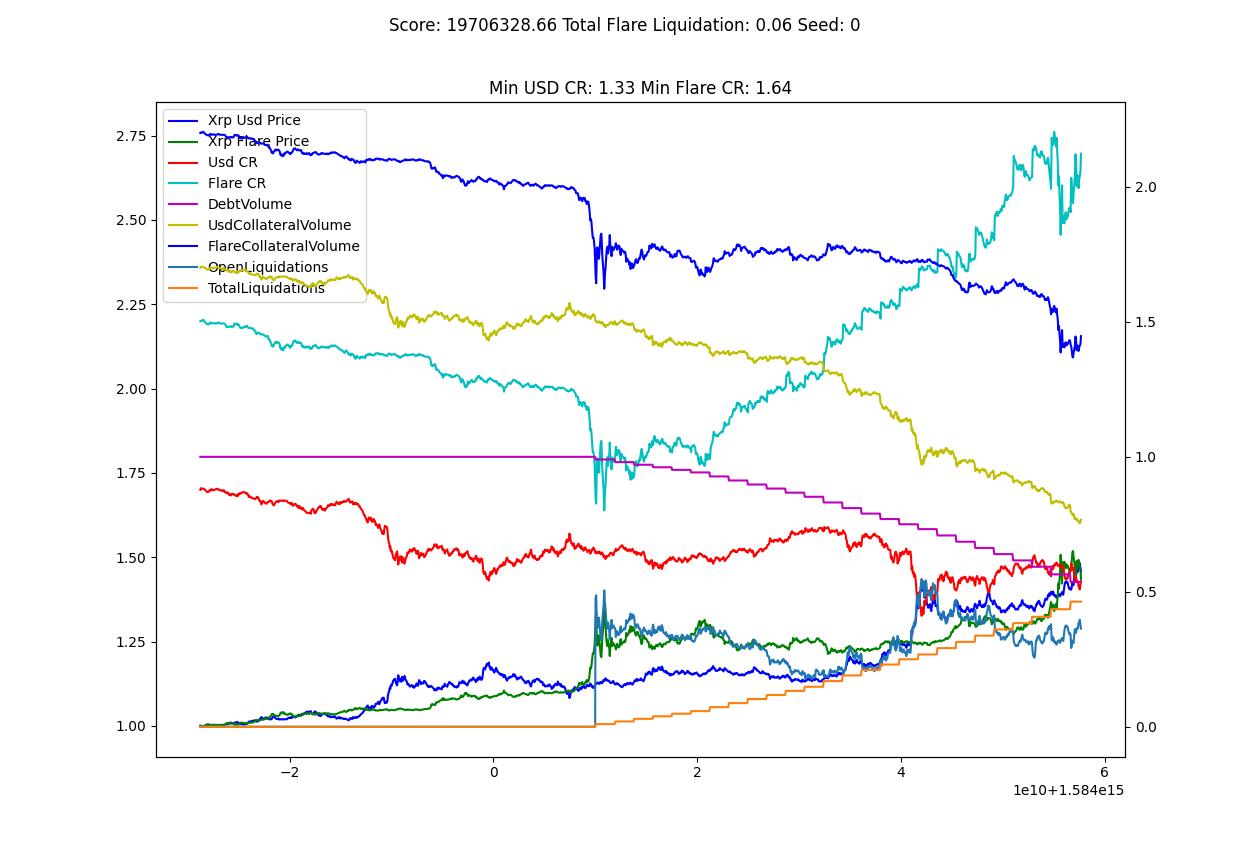 Score: 19706328.66 Total Flare Liquidation: 0.06 Seed: 0
Min USD CR: 1.33 Min Flare CR: 1.64
Xrp Usd Price
Xrp Flare Price
Usd CR
Flare CR
DebtVolume
UsdCollateralVolume
FlareCollateralVolume
OpenLiquidations
TotalLiquidations
2.75
2.50
2.25
2.00
1.75
1.50
1.25
1.00
2.0
1.5
1.0
0.5
0.0
−2
0
2
4
6
1e10+1.584e15